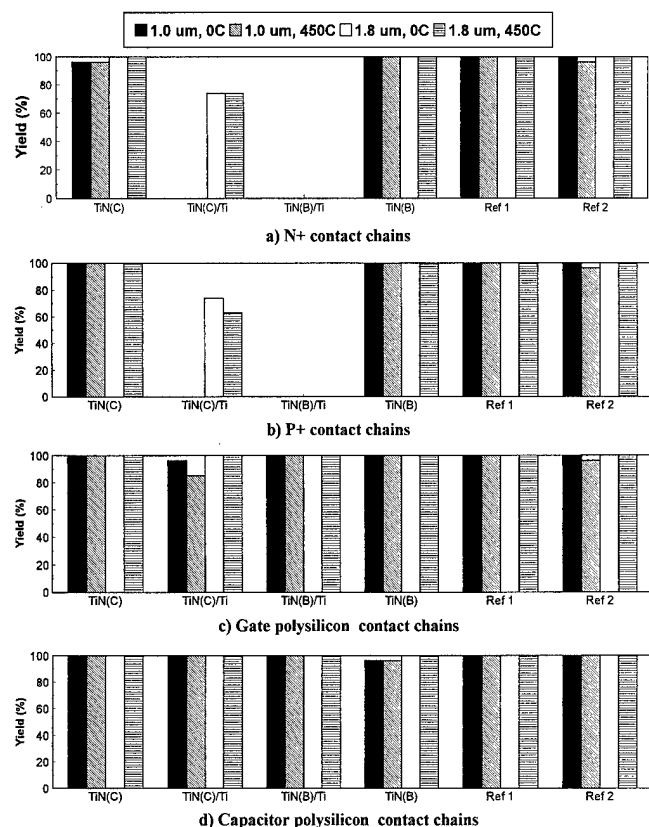 1.0 um, 0C 1.0 um, 450C 1.8 um, 0C 1.8 um, 450C
100
80
60
40
20
0
Yield (%)
TiN(C) TiN(C)/Ti TiN(B)/Ti TiN(B) Ref 1 Ref 2
a) N+ contact chains
100
80
60
40
20
0
Yield (%)
TiN(C) TiN(C)/Ti TiN(B)/Ti TiN(B) Ref 1 Ref 2
b) P+ contact chains
100
80
60
40
20
0
Yield (%)
TiN(C) TiN(C)/Ti TiN(B)/Ti TiN(B) Ref 1 Ref 2
c) Gate polysilicon contact chains
100
80
60
40
20
0
Yield (%)
TiN(C) TiN(C)/Ti TiN(B)/Ti TiN(B) Ref 1 Ref 2
d) Capacitor polysilicon contact chains